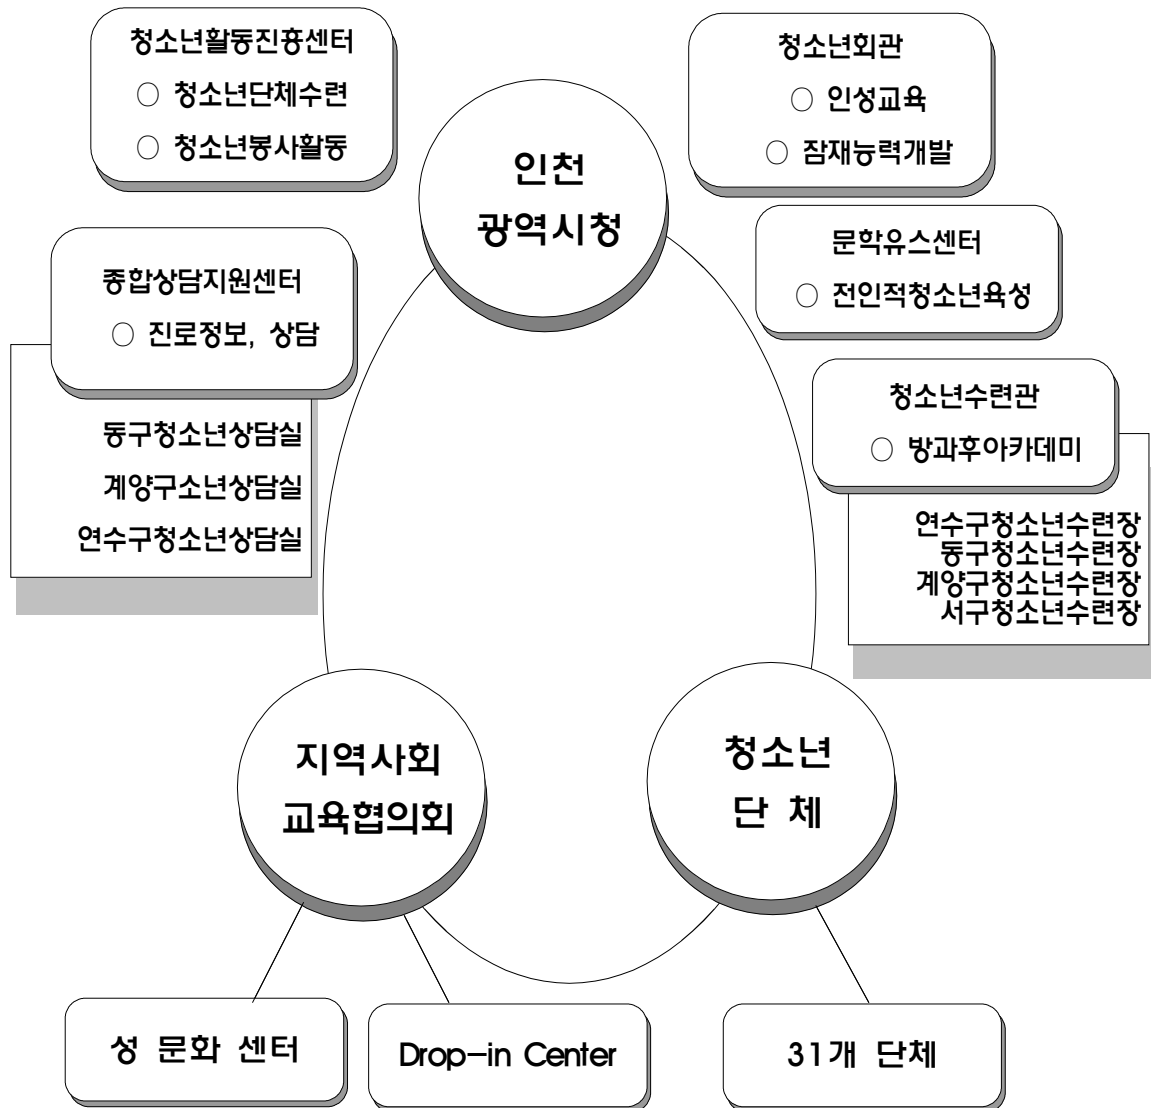 청소년활동진흥센터
○ 청소년단체수련
○ 청소년봉사활동
청소년회관
○ 인성교육
○ 잠재능력개발
인천
광역시청
문학유스센터
○ 전인적청소년육성
종합상담지원센터
○ 진로정보, 상담
동구청소년상담실
계양구소년상담실
연수구청소년상담실
청소년수련관
○ 방과후아카데미
연수구청소년수련장
동구청소년수련장
계양구청소년수련장
서구청소년수련장
지역사회
교육협의회
청소년
단 체
성 문화 센터
Drop-in Center
31개 단체